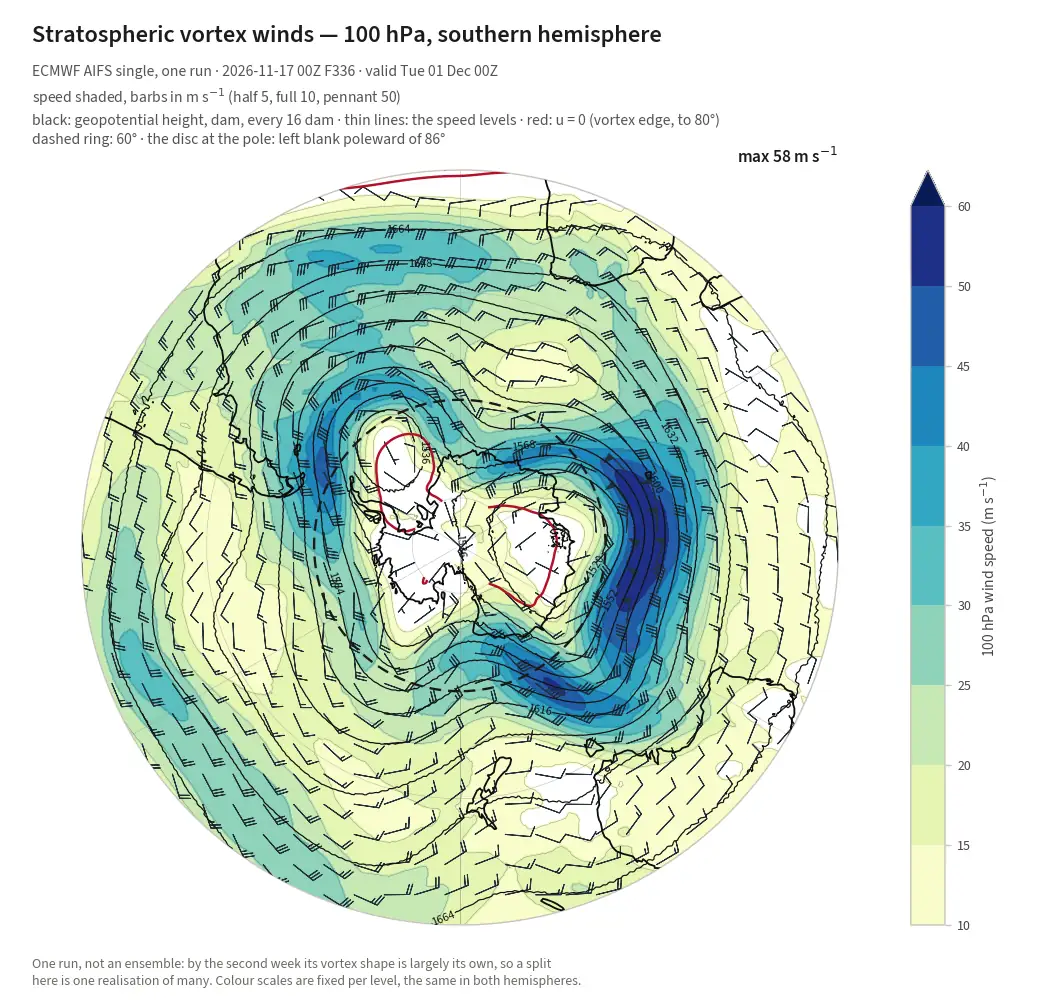 Stratospheric vortex winds — 100 hPa, southern hemisphere
ECMWF AIFS single, one run · 2026-11-17 00Z F336 · valid Tue 01 Dec 00Z
speed shaded, barbs in m s⁻¹ (half 5, full 10, pennant 50)
black: geopotential height, dam, every 16 dam · thin lines: the speed levels · red: u = 0 (vortex edge, to 80°)
dashed ring: 60° · the disc at the pole: left blank poleward of 86°
max 58 m s⁻¹
1664
1648
1632
1568
1536
1600
1520
1552
1584
1616
1664
60
50
45
40
35
30
25
20
15
10
100 hPa wind speed (m s⁻¹)
One run, not an ensemble: by the second week its vortex shape is largely its own, so a split
here is one realisation of many. Colour scales are fixed per level, the same in both hemispheres.